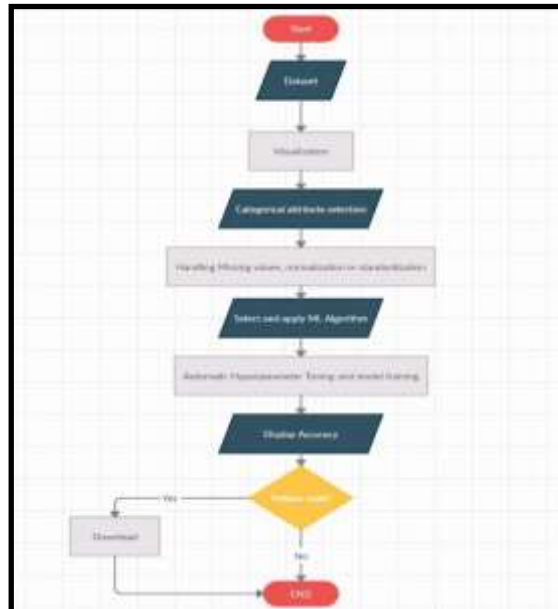 Start
Dataset
Visualization
Categorical attribute selection
Handling Missing values, normalization or standardization
Select and apply ML Algorithm
Automatic Hyperparameter Tuning and model training
Display Accuracy
Yes
Download
No
END